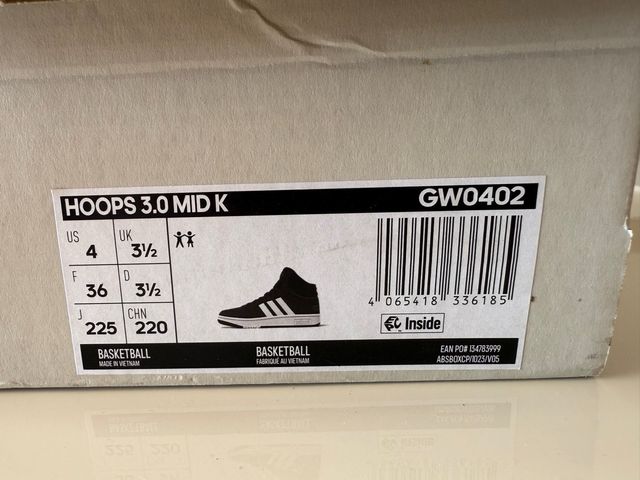 HOOPS 3.0 MID K GW0402
US 4 UK 3½
F 36 D 3½
J 225 CHN 220
4 065418 336185
Inside
BASKETBALL
MADE IN VIETNAM
BASKETBALL
FABRIQUÉ AU VIETNAM
EAN PO# 134783999
ABSBOXCP/1023/V05